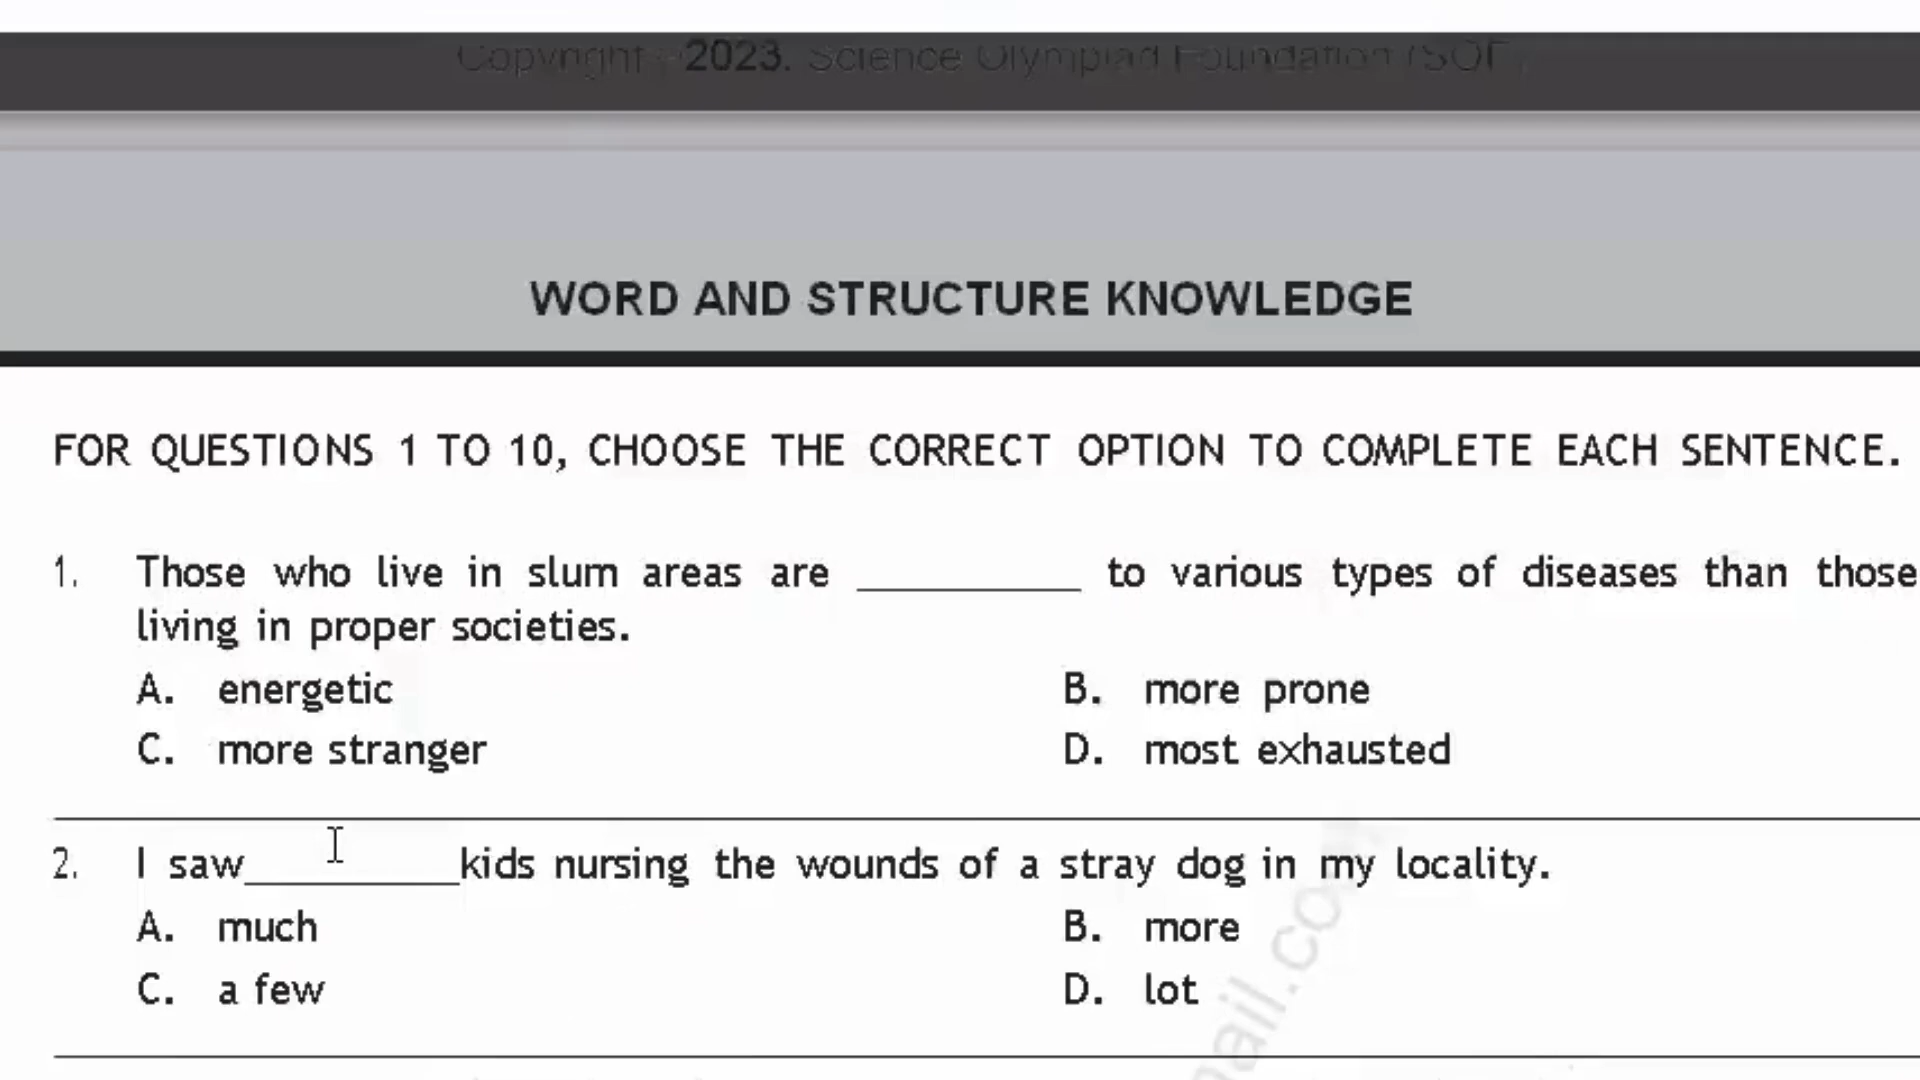 Copyright 2023. Science Olympiad Foundation (SOF)
WORD AND STRUCTURE KNOWLEDGE
FOR QUESTIONS 1 TO 10, CHOOSE THE CORRECT OPTION TO COMPLETE EACH SENTENCE.
1. Those who live in slum areas are __________ to various types of diseases than those
living in proper societies.
A. energetic B. more prone
C. more stranger D. most exhausted
2. I saw__________kids nursing the wounds of a stray dog in my locality.
A. much B. more
C. a few D. lot